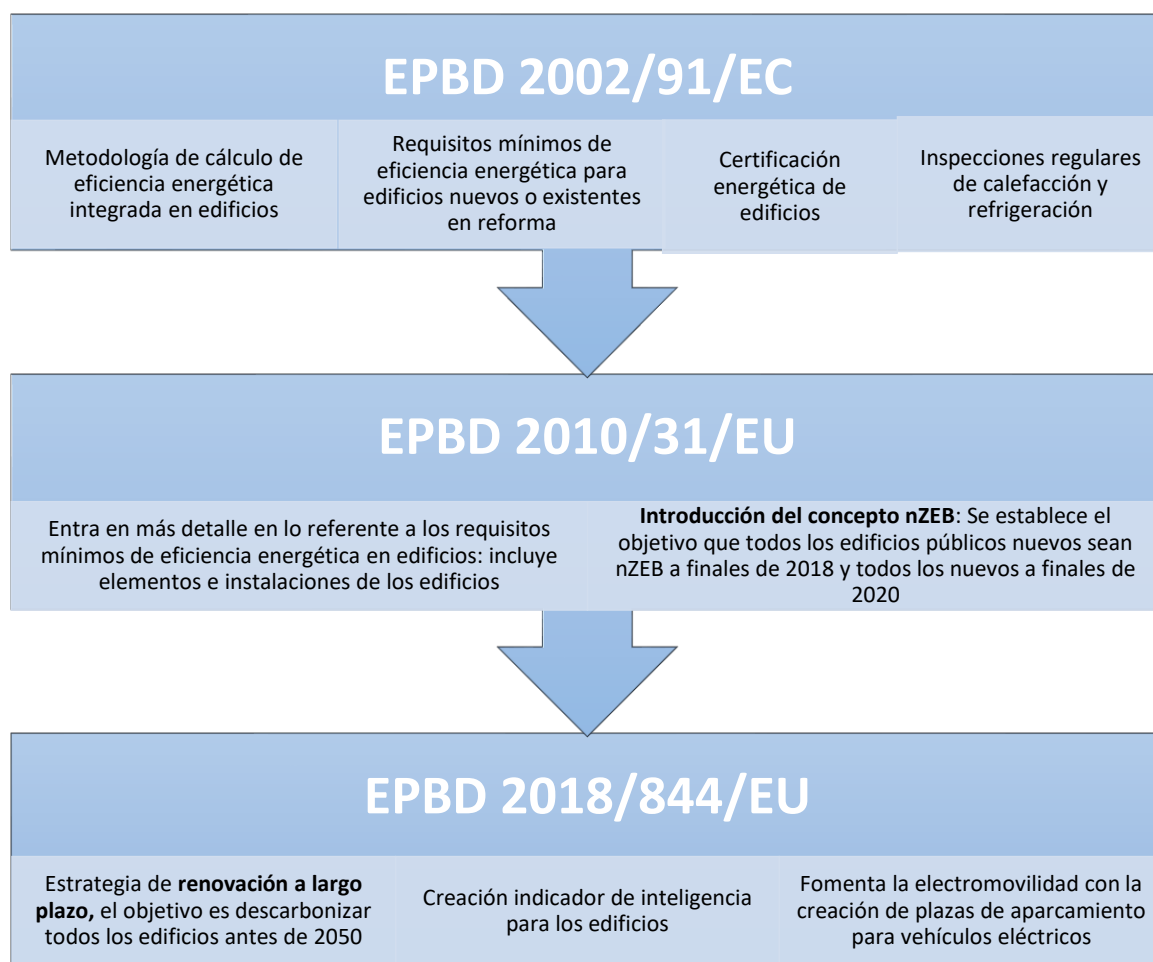 EPBD 2002/91/EC
Metodología de cálculo de
eficiencia energética
integrada en edificios
Requisitos mínimos de
eficiencia energética para
edificios nuevos o existentes
en reforma
Certificación
energética de
edificios
Inspecciones regulares
de calefacción y
refrigeración
EPBD 2010/31/EU
Entra en más detalle en lo referente a los requisitos
mínimos de eficiencia energética en edificios: incluye
elementos e instalaciones de los edificios
Introducción del concepto nZEB: Se establece el
objetivo que todos los edificios públicos nuevos sean
nZEB a finales de 2018 y todos los nuevos a finales de
2020
EPBD 2018/844/EU
Estrategia de renovación a largo
plazo, el objetivo es descarbonizar
todos los edificios antes de 2050
Creación indicador de inteligencia
para los edificios
Fomenta la electromovilidad con la
creación de plazas de aparcamiento
para vehículos eléctricos